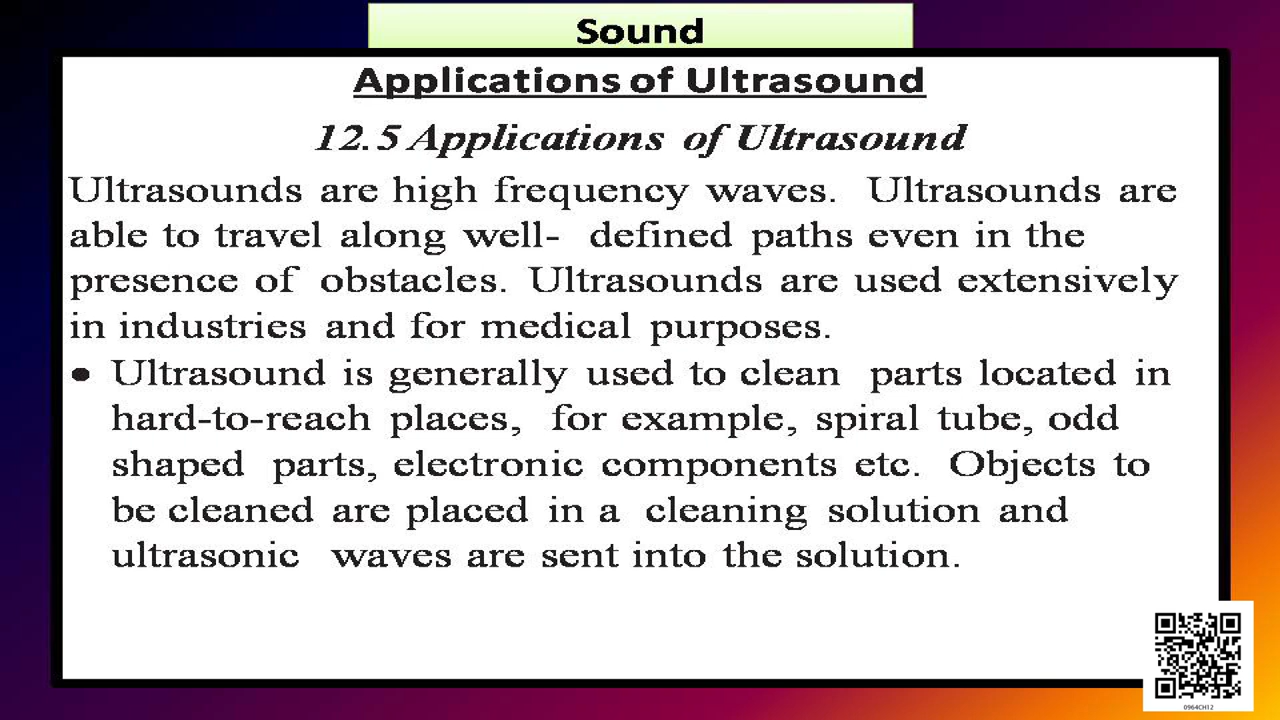 Sound
Applications of Ultrasound
12.5 Applications of Ultrasound
Ultrasounds are high frequency waves. Ultrasounds are
able to travel along well- defined paths even in the
presence of obstacles. Ultrasounds are used extensively
in industries and for medical purposes.
• Ultrasound is generally used to clean parts located in
hard-to-reach places, for example, spiral tube, odd
shaped parts, electronic components etc. Objects to
be cleaned are placed in a cleaning solution and
ultrasonic waves are sent into the solution.
0964CH12